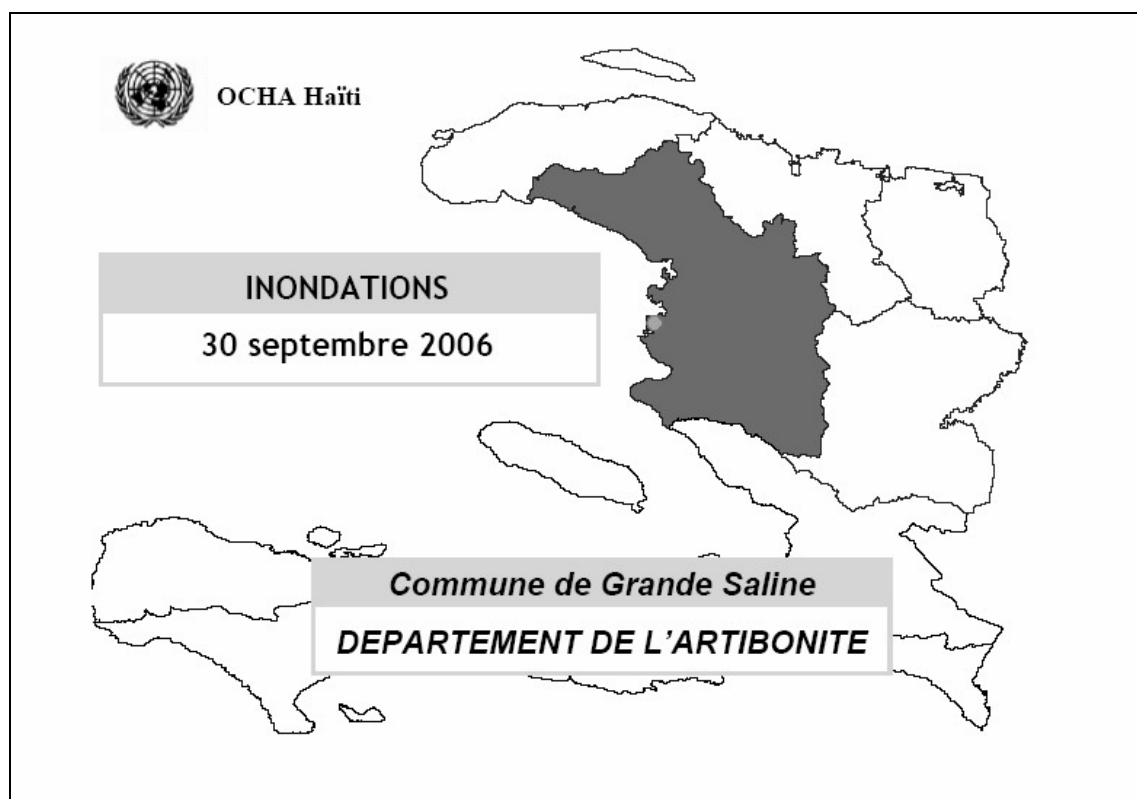 OCHA Haïti
INONDATIONS
30 septembre 2006
Commune de Grande Saline
DEPARTEMENT DE L'ARTIBONITE